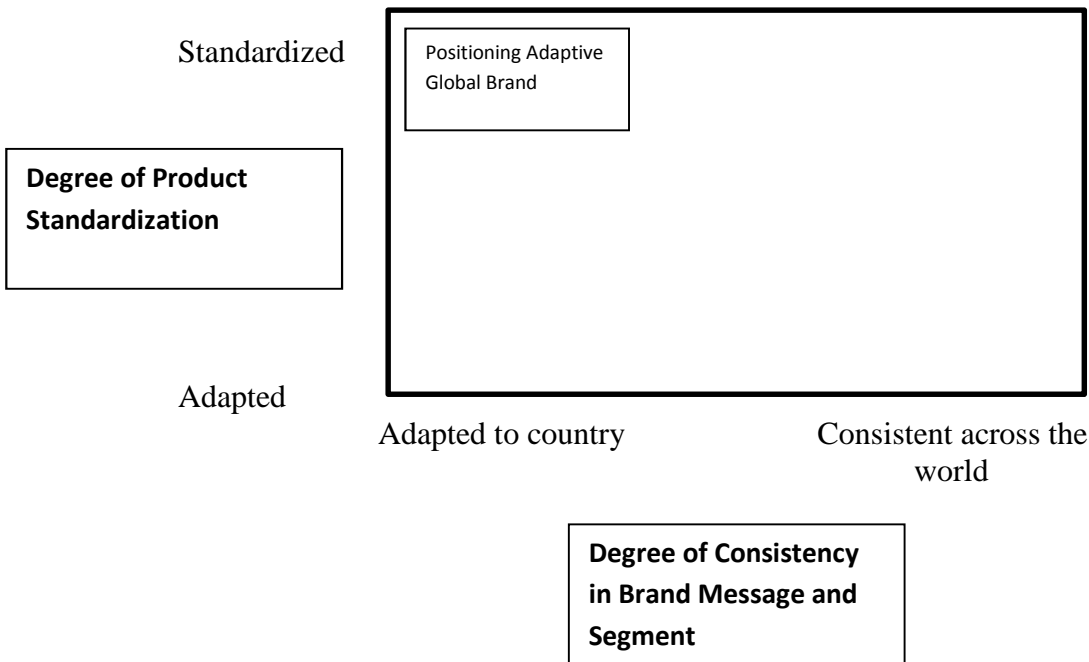 Standardized
Positioning Adaptive
Global Brand
Degree of Product
Standardization
Adapted
Adapted to country
Consistent across the
world
Degree of Consistency
in Brand Message and
Segment